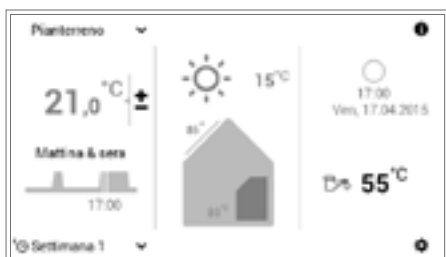 Pianterreno
21,0 °C ±
Mattina & sera
17:00
Settimana 1
15°C
17:00
Ven, 17.04.2015
55°C